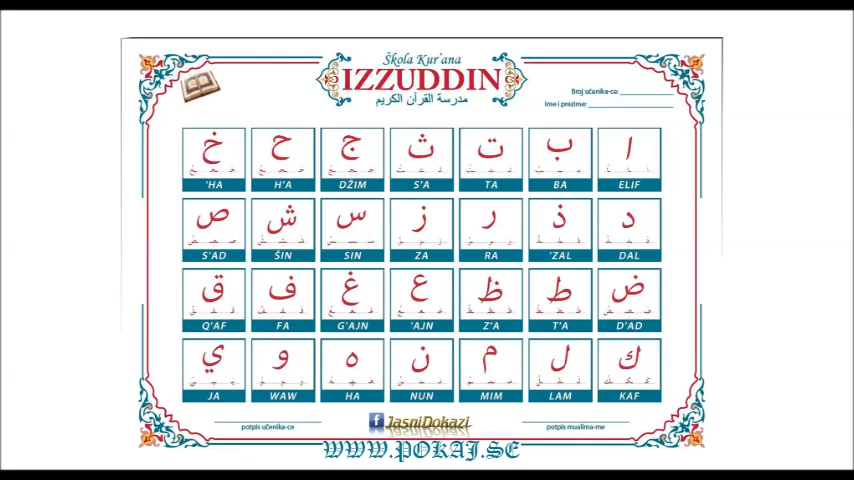 Škola Kur'ana
IZZUDDIN
مدرسة القرآن الكريم
Broj učenika-ce:
Ime i prezime:
خ ح ج ث ت ب ا
'HA H'A DŽIM S'A TA BA ELIF
ص ش س ز ر ذ د
S'AD ŠIN SIN ZA RA 'ZAL DAL
ق ف غ ع ظ ط ض
Q'AF FA G'AJN 'AJN Z'A T'A D'AD
ي و ه ن م ل ك
JA WAW HA NUN MIM LAM KAF
potpis učenika-ce
f JasniDokazi
potpis mualima-me
WWW.POKAJ.SE